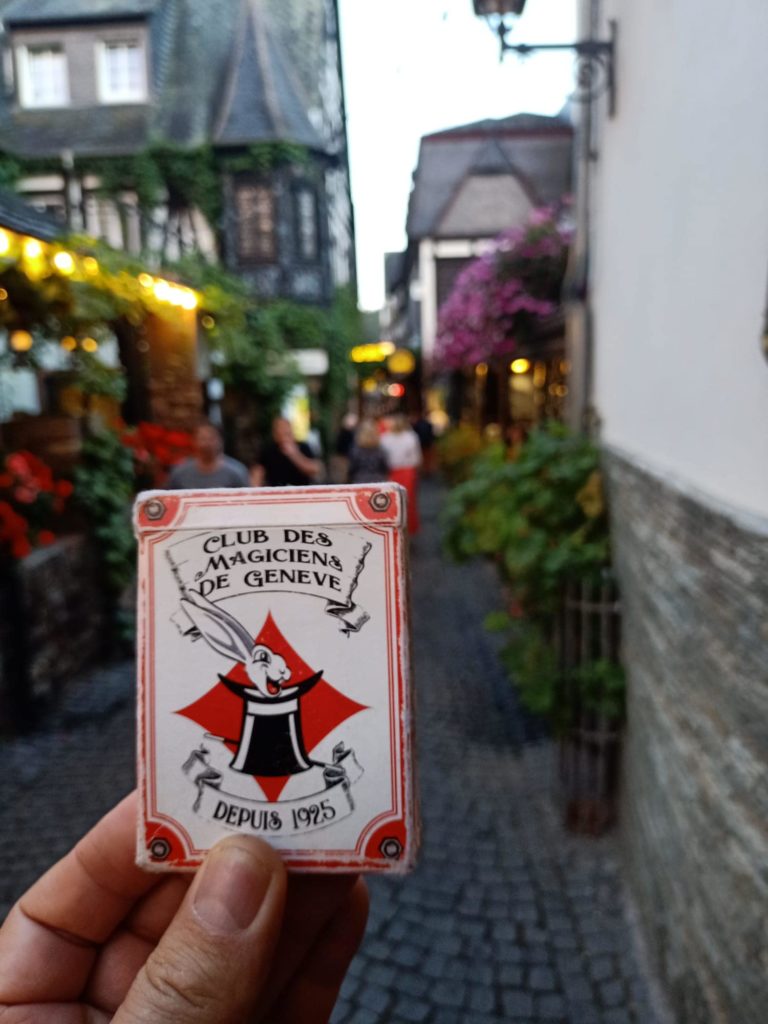 CLUB DES
MAGICIENS
DE GENEVE
DEPUIS 1925